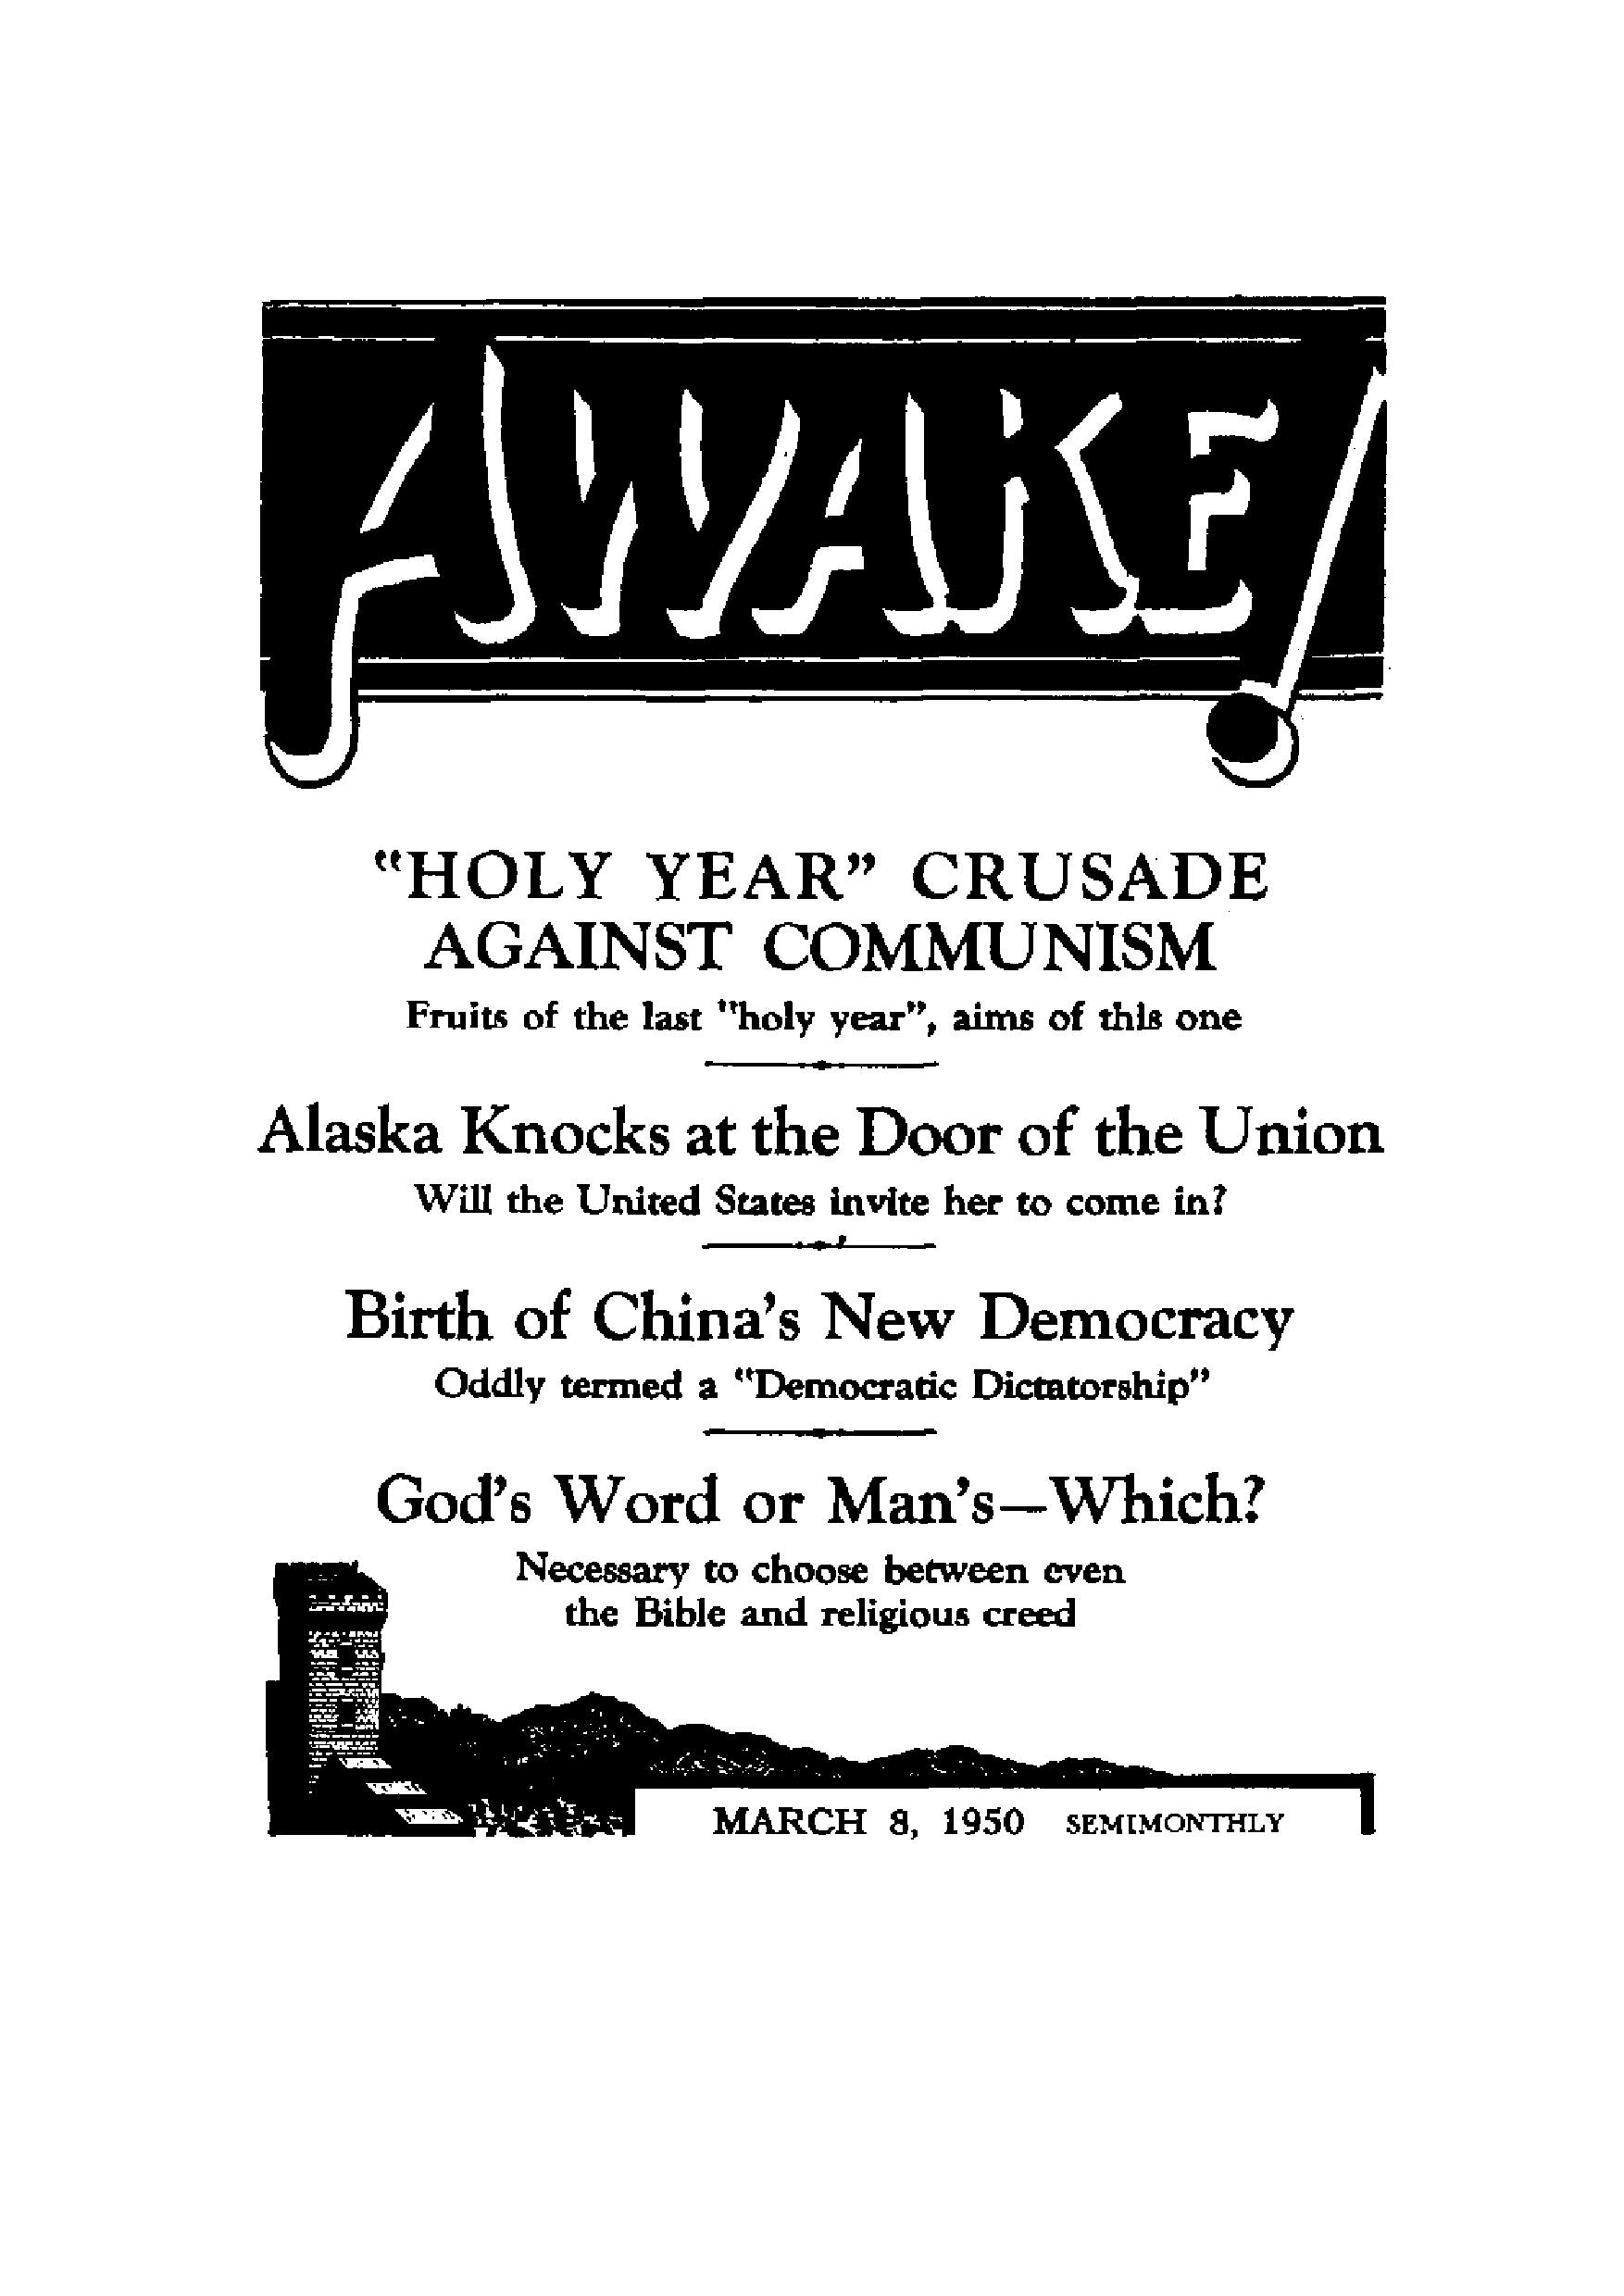 AWAKE!
"HOLY YEAR" CRUSADE
AGAINST COMMUNISM
Fruits of the last "holy year", aims of this one
Alaska Knocks at the Door of the Union
Will the United States invite her to come in?
Birth of China's New Democracy
Oddly termed a "Democratic Dictatorship"
God's Word or Man's—Which?
Necessary to choose between even
the Bible and religious creed
MARCH 8, 1950 SEMIMONTHLY